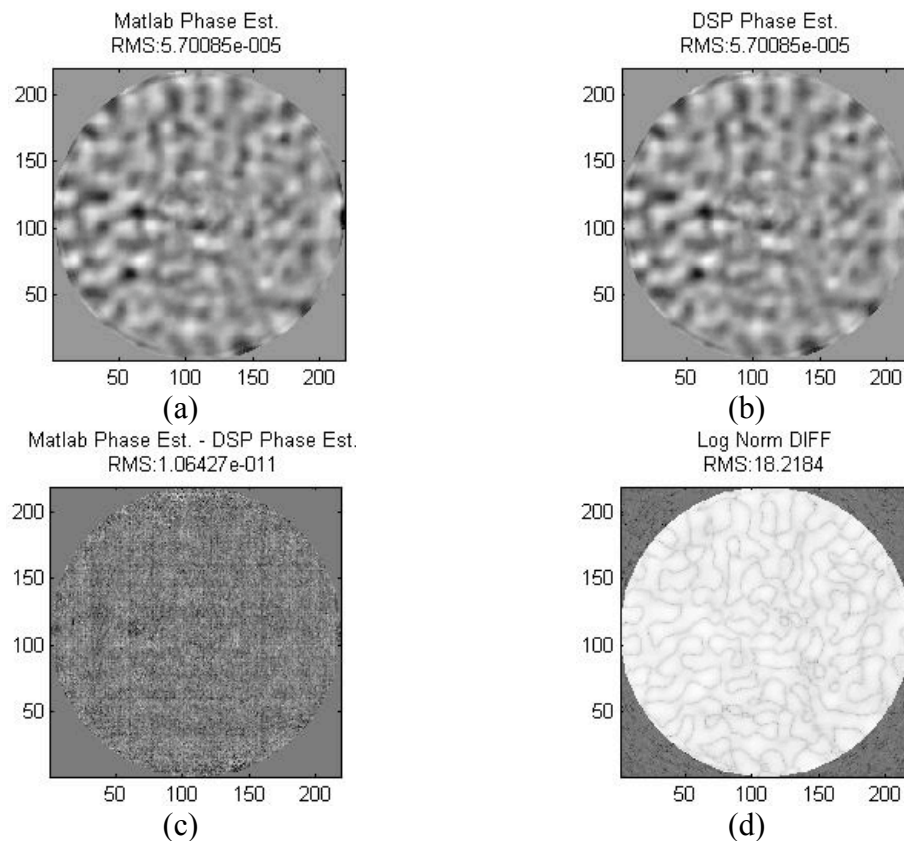 Matlab Phase Est.
RMS:5.70085e-005
200
150
100
50
50 100 150 200
(a)
DSP Phase Est.
RMS:5.70085e-005
200
150
100
50
50 100 150 200
(b)
Matlab Phase Est. - DSP Phase Est.
RMS:1.06427e-011
200
150
100
50
50 100 150 200
(c)
Log Norm DIFF
RMS:18.2184
200
150
100
50
50 100 150 200
(d)